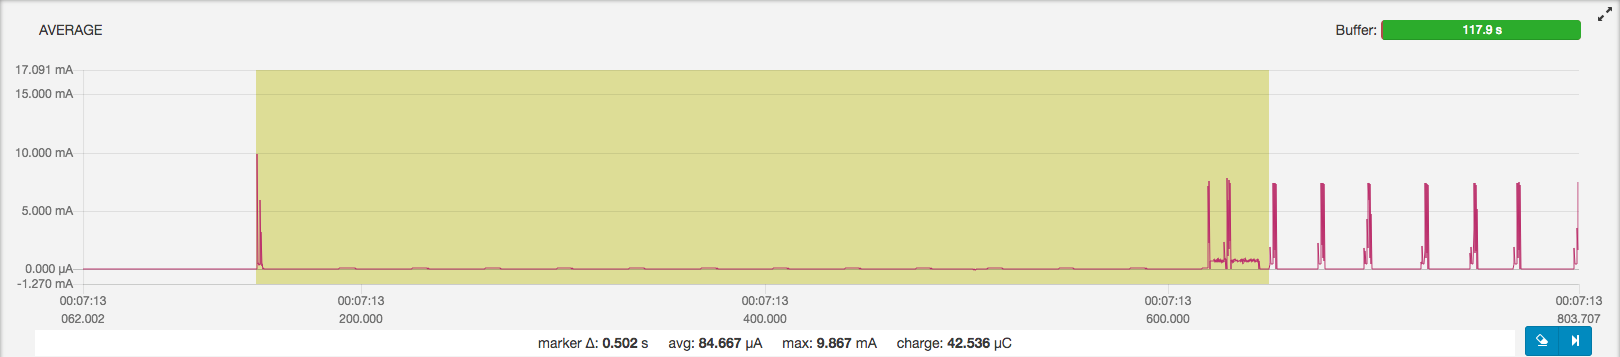 AVERAGE
Buffer: 117.9 s
17.091 mA
15.000 mA
10.000 mA
5.000 mA
0.000 µA
-1.270 mA
00:07:13 00:07:13 00:07:13 00:07:13 00:07:13
062.002 200.000 400.000 600.000 803.707
marker Δ: 0.502 s avg: 84.667 µA max: 9.867 mA charge: 42.536 µC